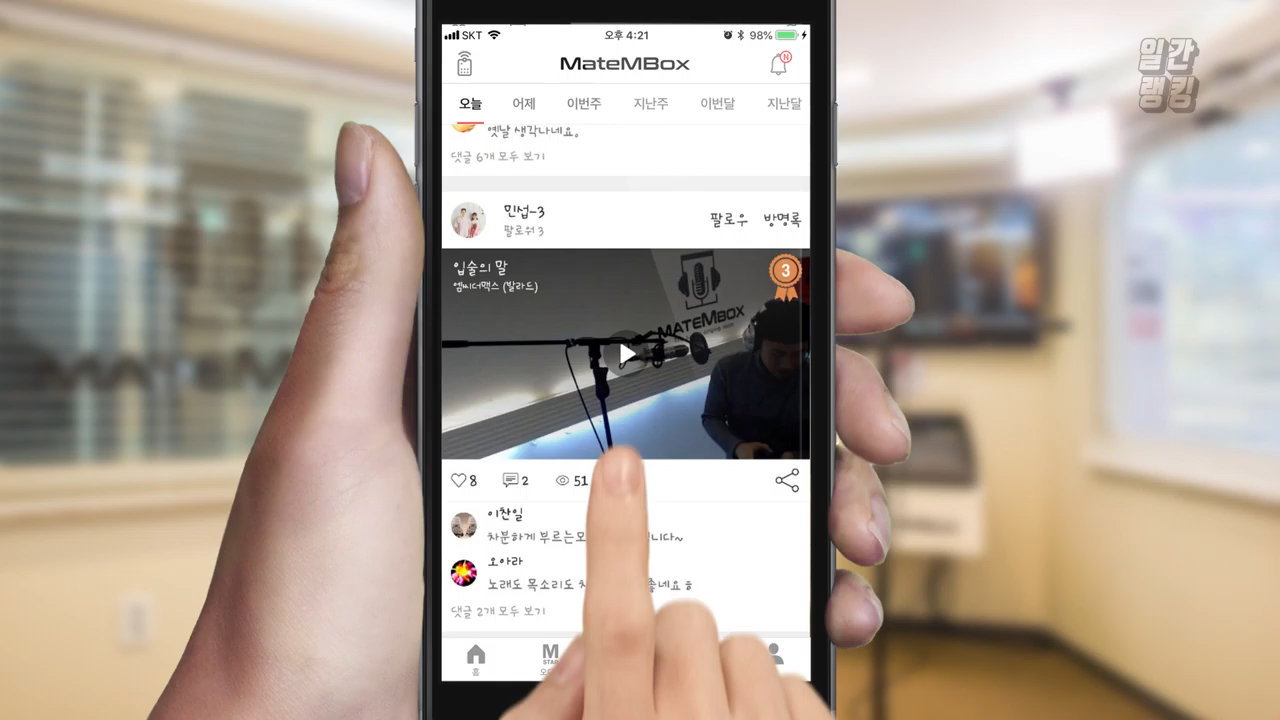 SKT 오후 4:21 98%
MateMBox N
일간
랭킹
오늘 어제 이번주 지난주 이번달 지난달
옛날 생각나네요。
댓글 6개 모두 보기
민섭-3
팔로워 3
팔로우 방명록
입술의 말
엠씨더맥스 (발라드)
3
MATEMBOX
8 2 51
이찬일
차분하게 부르는모 니다~
오아라
노래도 목소리도 좋네요ㅎ
댓글 2개 모두 보기
홈
M
STAR